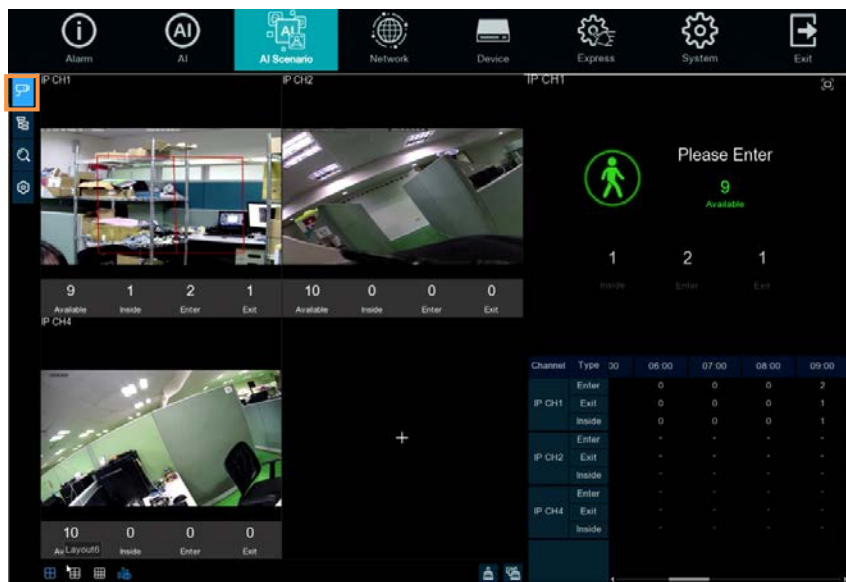 Alarm
AI
AI Scenario
Network
Device
Express
System
Exit
IP CH1
9 1 2 1
Available Inside Enter Exit
IP CH2
10 0 0 0
Available Inside Enter Exit
IP CH4
10 0 0 0
Av Layout6 Inside Enter Exit
IP CH1
Please Enter
9
Available
1 2 1
Inside Enter Exit
Channel Type 00 06:00 07:00 08:00 09:00
Enter 0 0 0 2
IP CH1 Exit 0 0 0 1
Inside 0 0 0 1
Enter - - - -
IP CH2 Exit - - - -
Inside - - - -
Enter - - - -
IP CH4 Exit - - - -
Inside - - - -